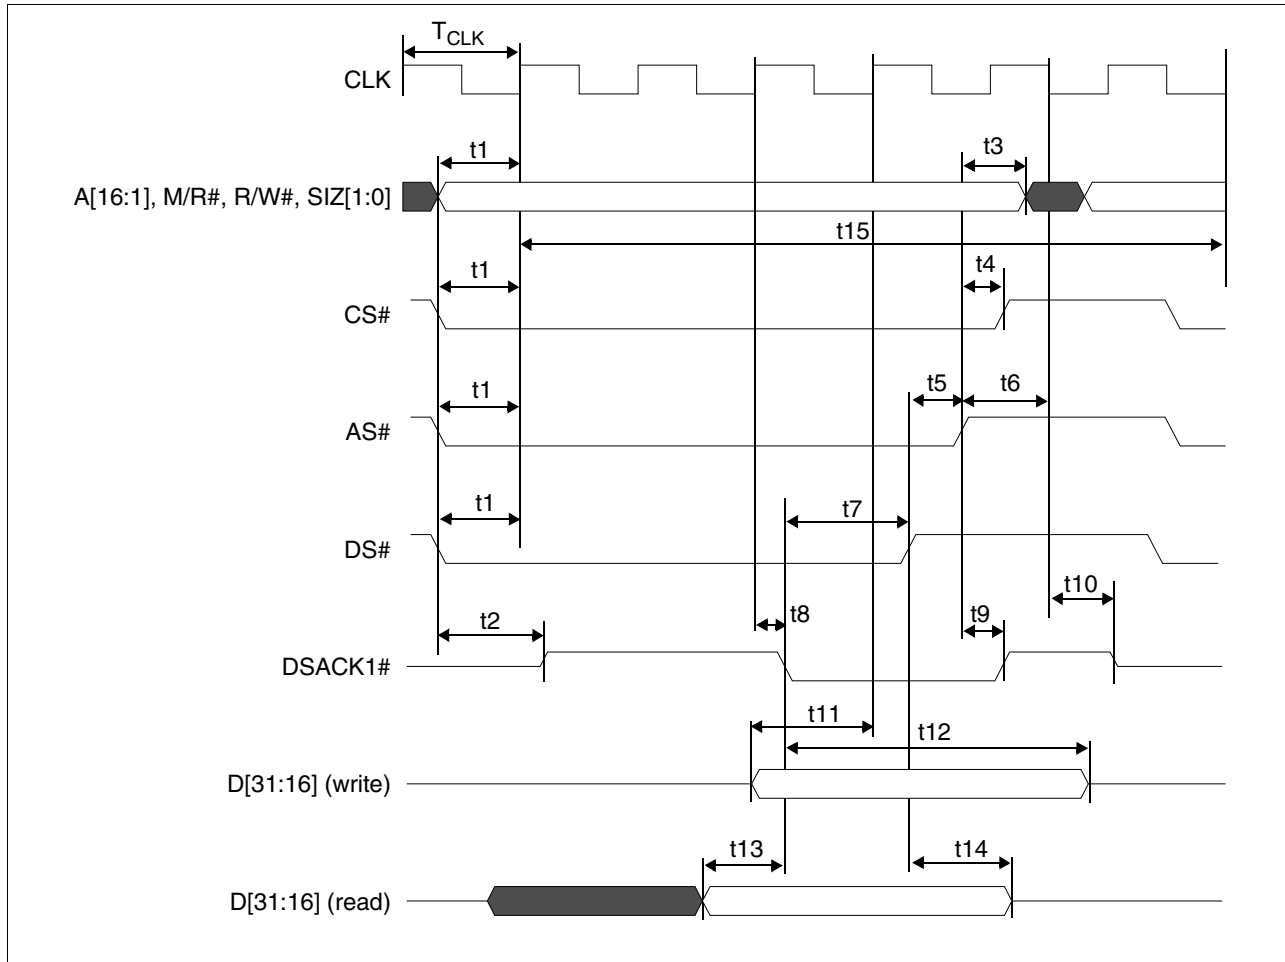 TCLK
CLK
t1
t3
A[16:1], M/R#, R/W#, SIZ[1:0]
t15
t1
t4
CS#
t1
t5
t6
AS#
t1
t7
DS#
t10
t2
t8
t9
DSACK1#
t11
t12
D[31:16] (write)
t13
t14
D[31:16] (read)